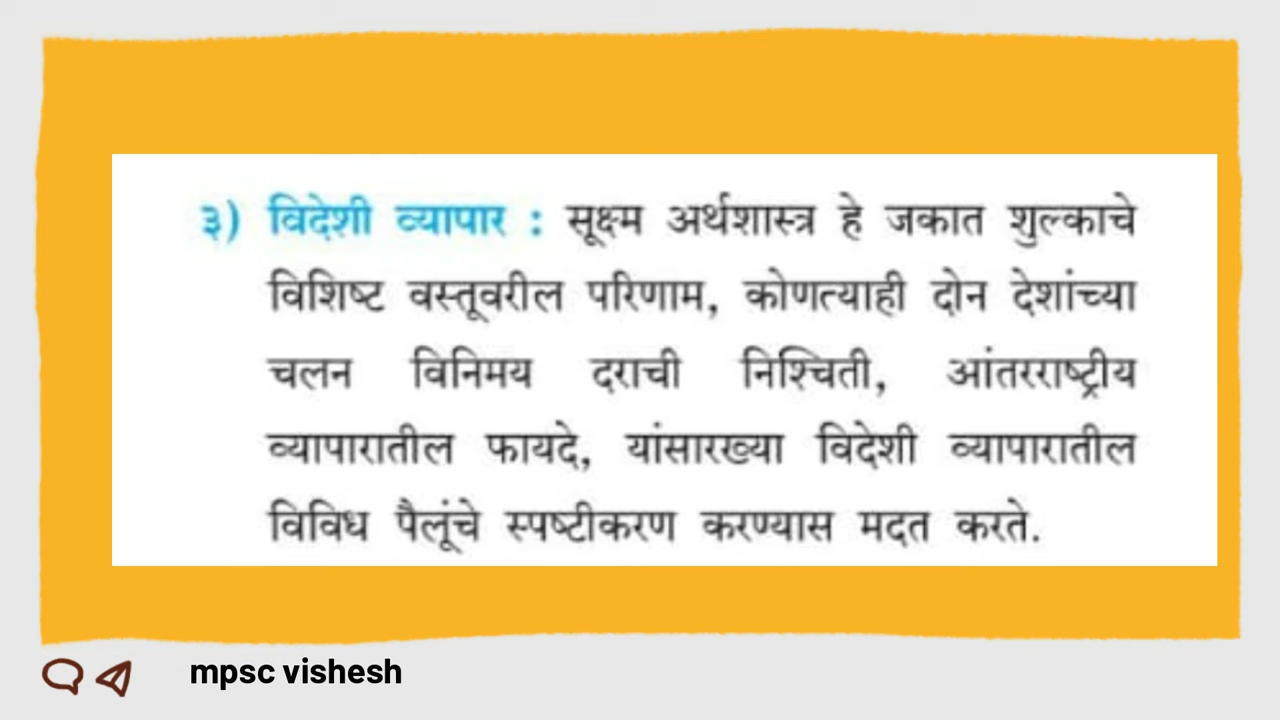 ३) विदेशी व्यापार : सूक्ष्म अर्थशास्त्र हे जकात शुल्काचे
विशिष्ट वस्तूवरील परिणाम, कोणत्याही दोन देशांच्या
चलन विनिमय दराची निश्चिती, आंतरराष्ट्रीय
व्यापारातील फायदे, यांसारख्या विदेशी व्यापारातील
विविध पैलूंचे स्पष्टीकरण करण्यास मदत करते.
mpsc vishesh